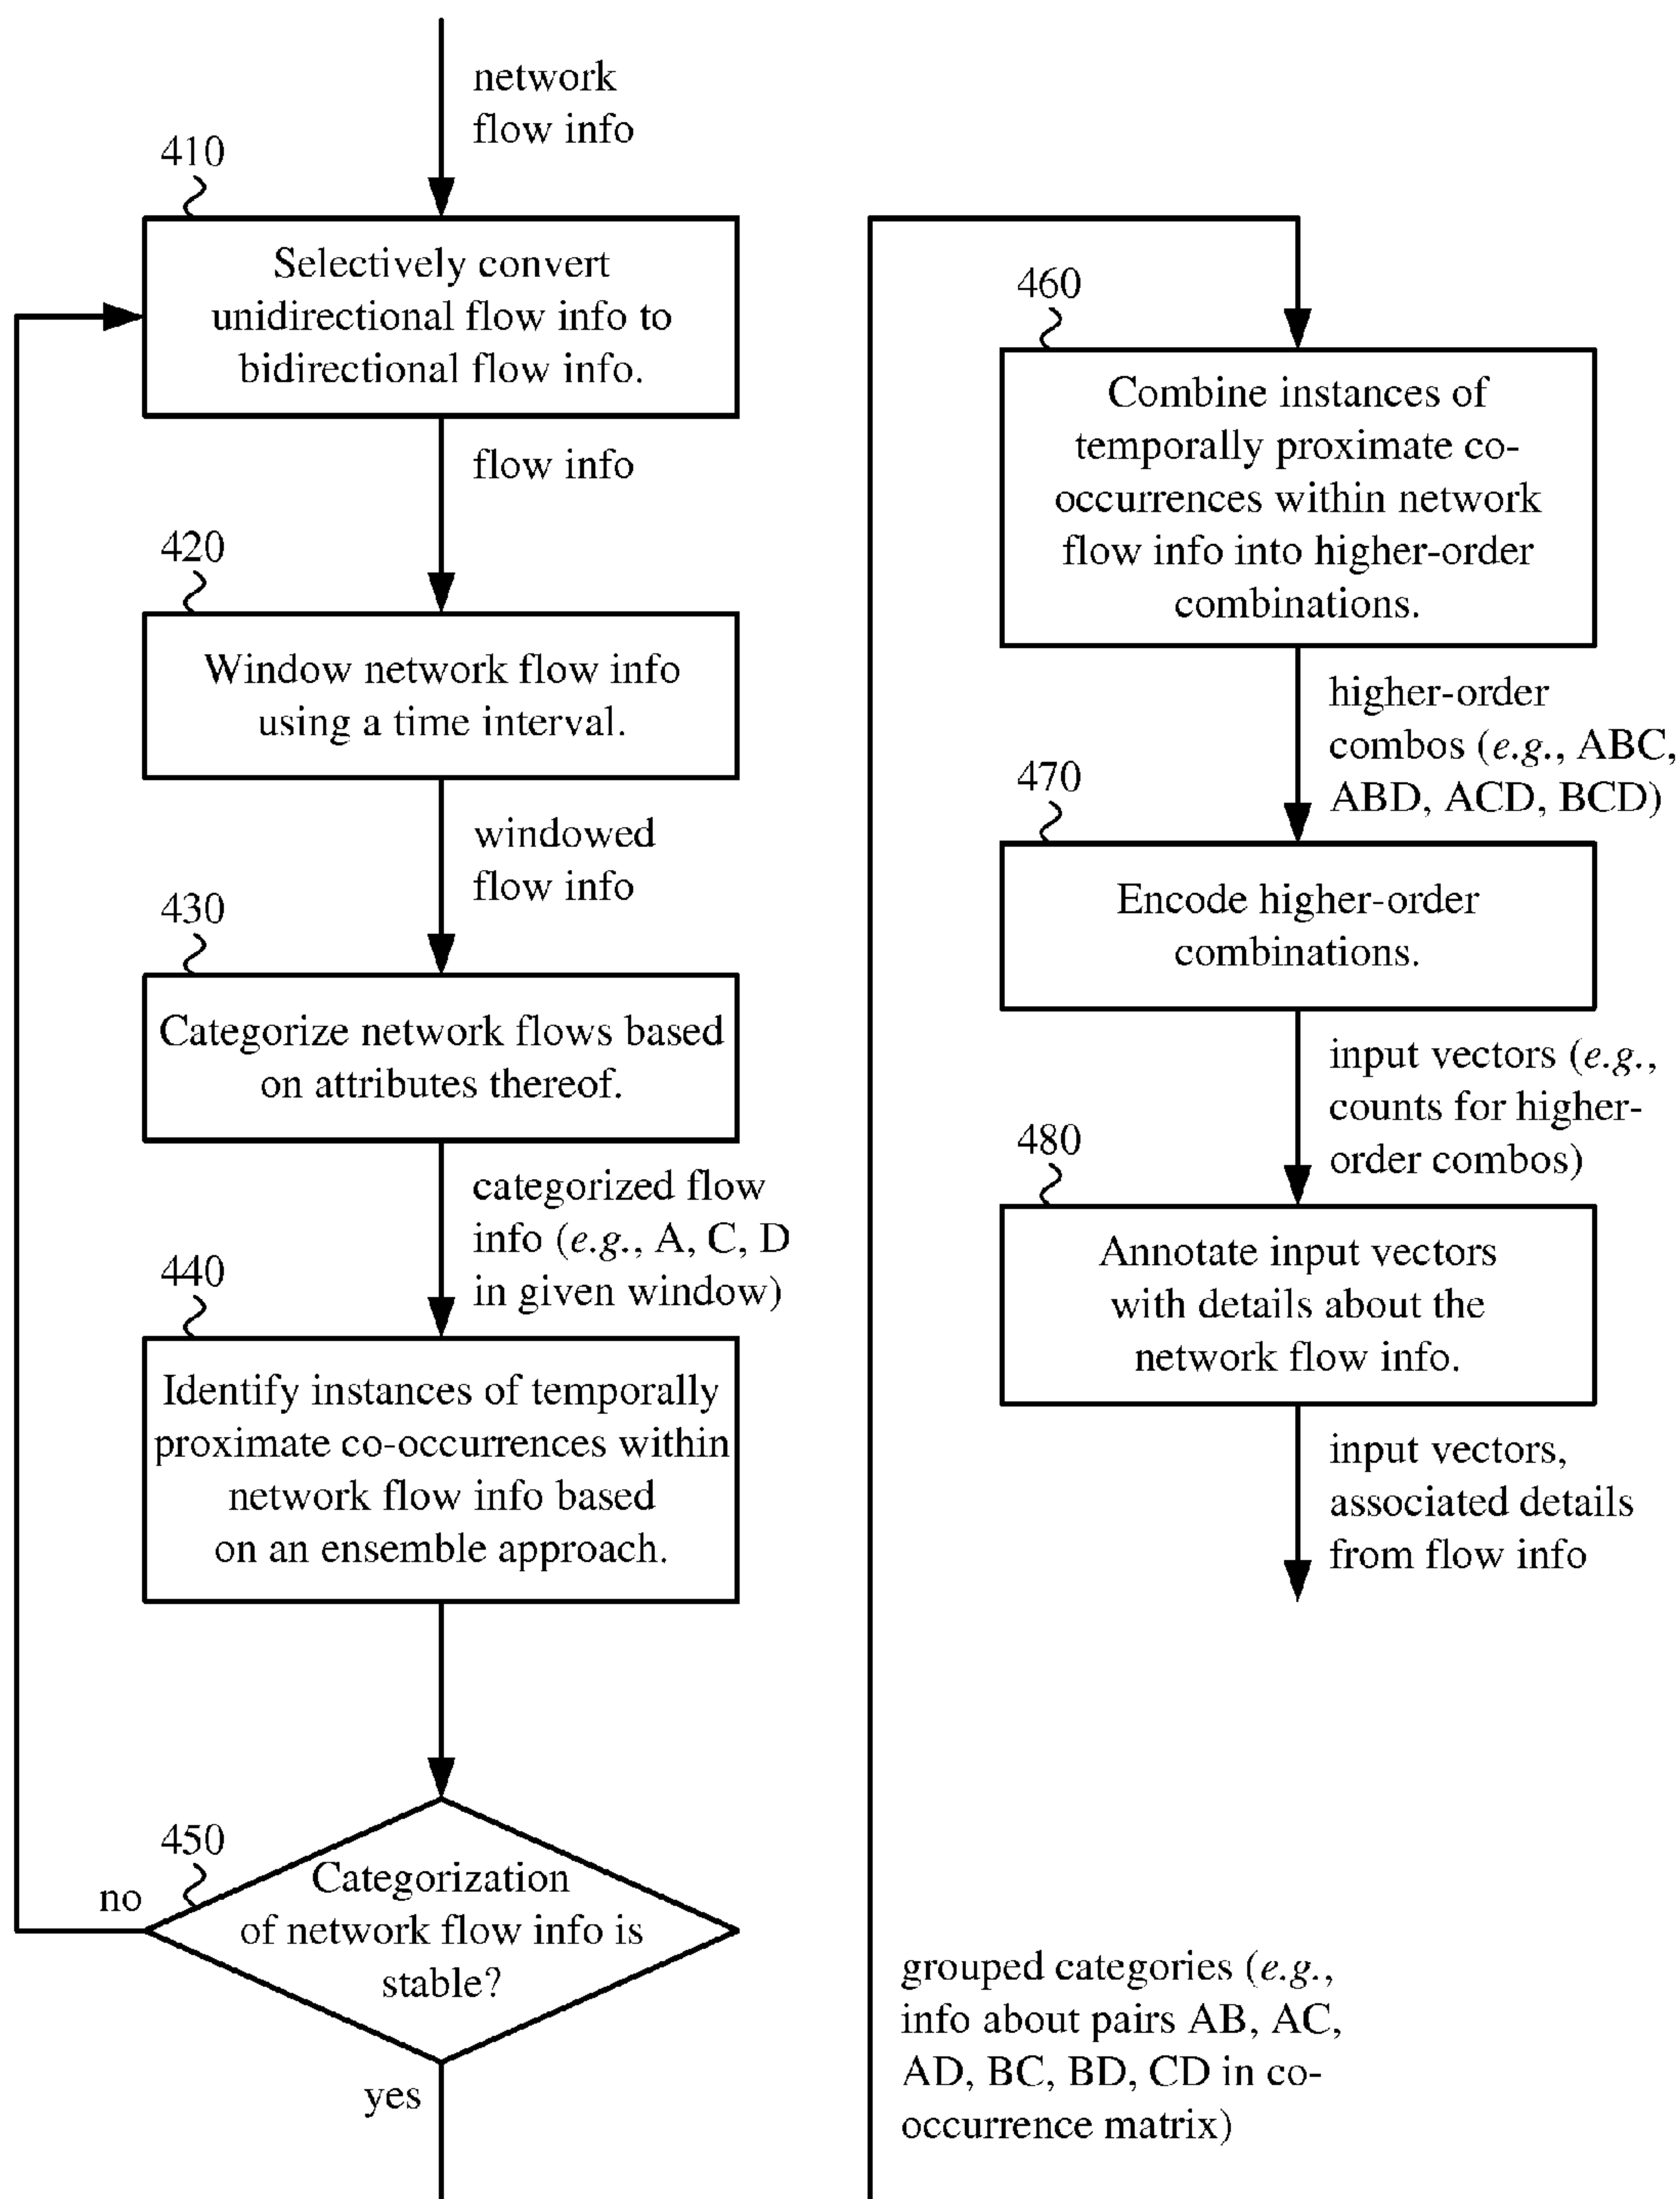 network
flow info
410
Selectively convert
unidirectional flow info to
bidirectional flow info.
flow info
420
Window network flow info
using a time interval.
windowed
flow info
430
Categorize network flows based
on attributes thereof.
categorized flow
info (e.g., A, C, D
in given window)
440
Identify instances of temporally
proximate co-occurrences within
network flow info based
on an ensemble approach.
450
no
Categorization
of network flow info is
stable?
yes
grouped categories (e.g.,
info about pairs AB, AC,
AD, BC, BD, CD in co-
occurrence matrix)
460
Combine instances of
temporally proximate co-
occurrences within network
flow info into higher-order
combinations.
higher-order
combos (e.g., ABC,
ABD, ACD, BCD)
470
Encode higher-order
combinations.
input vectors (e.g.,
counts for higher-
order combos)
480
Annotate input vectors
with details about the
network flow info.
input vectors,
associated details
from flow info